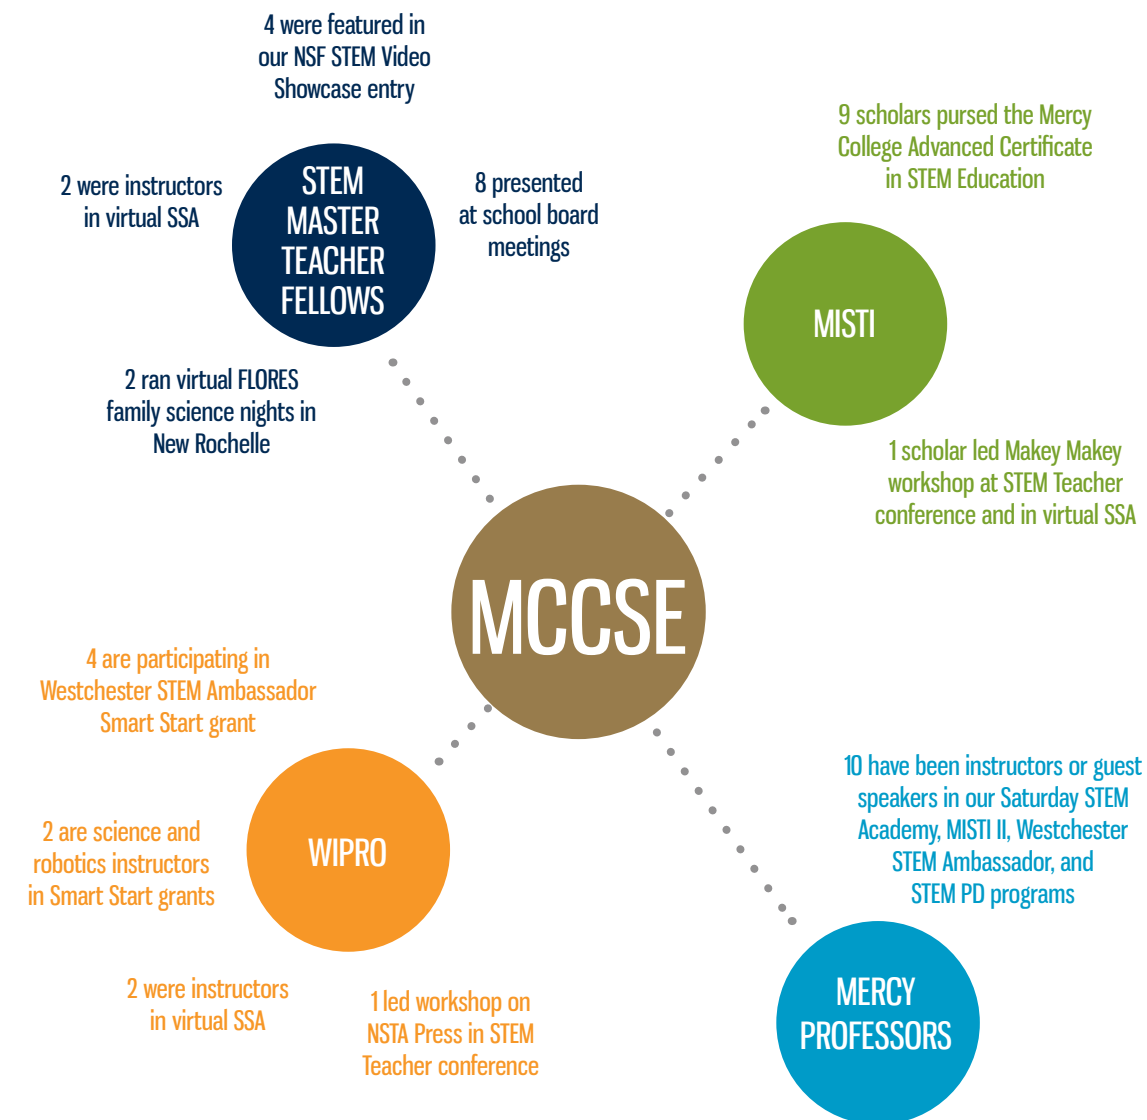 4 were featured in
our NSF STEM Video
Showcase entry
2 were instructors
in virtual SSA
STEM
MASTER
TEACHER
FELLOWS
8 presented
at school board
meetings
2 ran virtual FLORES
family science nights in
New Rochelle
9 scholars pursed the Mercy
College Advanced Certificate
in STEM Education
MISTI
1 scholar led Makey Makey
workshop at STEM Teacher
conference and in virtual SSA
MCCSE
4 are participating in
Westchester STEM Ambassador
Smart Start grant
2 are science and
robotics instructors
in Smart Start grants
WIPRO
2 were instructors
in virtual SSA
1 led workshop on
NSTA Press in STEM
Teacher conference
10 have been instructors or guest
speakers in our Saturday STEM
Academy, MISTI II, Westchester
STEM Ambassador, and
STEM PD programs
MERCY
PROFESSORS